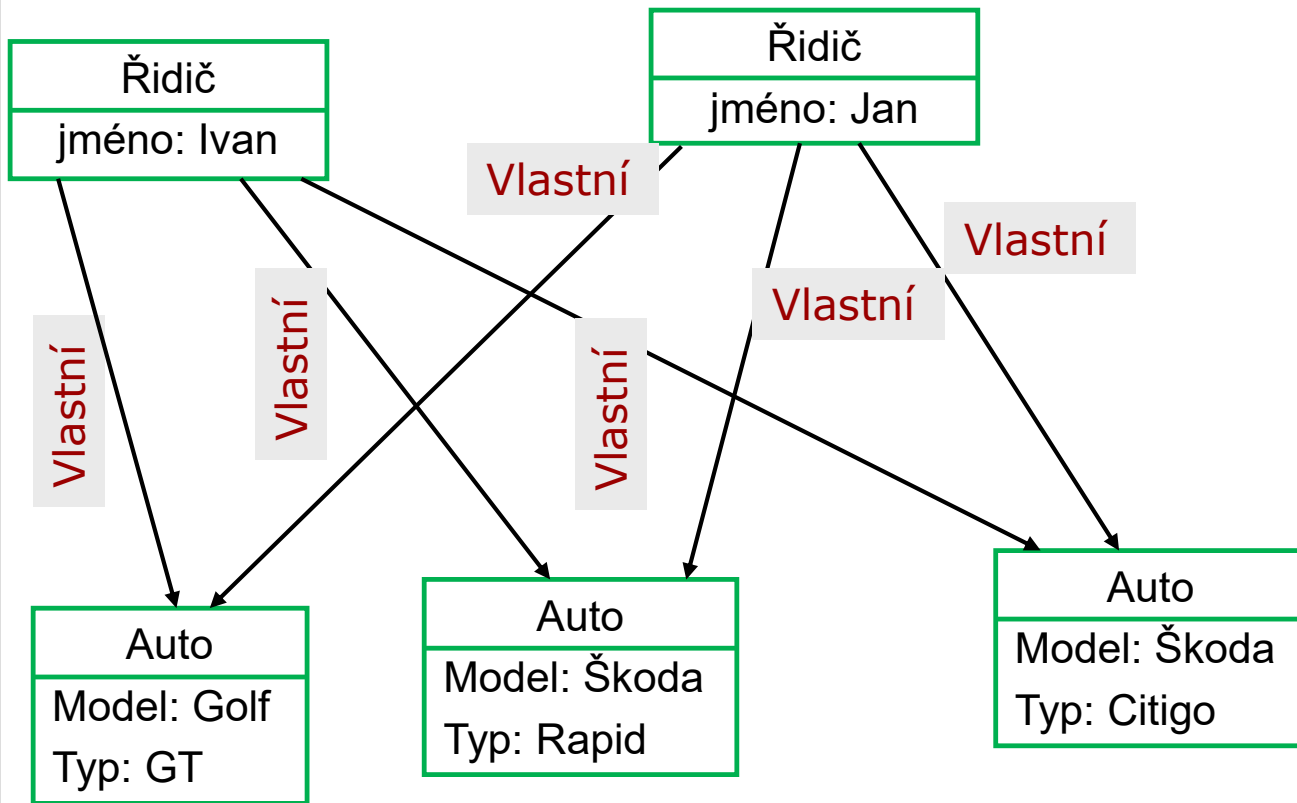 Řidič
jméno: Ivan
Řidič
jméno: Jan
Vlastní
Vlastní
Vlastní
Vlastní
Vlastní
Vlastní
Auto
Model: Golf
Typ: GT
Auto
Model: Škoda
Typ: Rapid
Auto
Model: Škoda
Typ: Citigo